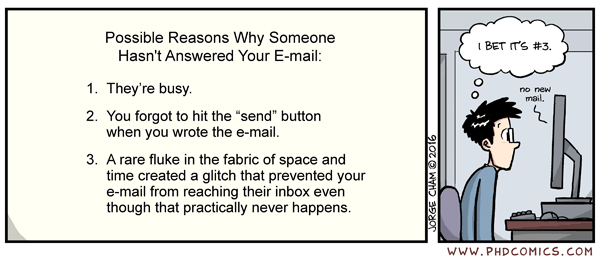 Possible Reasons Why Someone
Hasn't Answered Your E-mail:
1. They're busy.
2. You forgot to hit the "send" button
when you wrote the e-mail.
3. A rare fluke in the fabric of space and
time created a glitch that prevented your
e-mail from reaching their inbox even
though that practically never happens.
I BET IT'S #3.
no new
mail.
JORGE CHAM © 2016
WWW.PHDCOMICS.COM